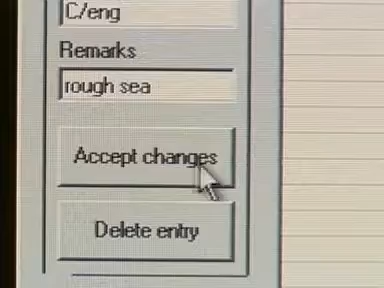 C/eng
Remarks
rough sea
Accept changes
Delete entry